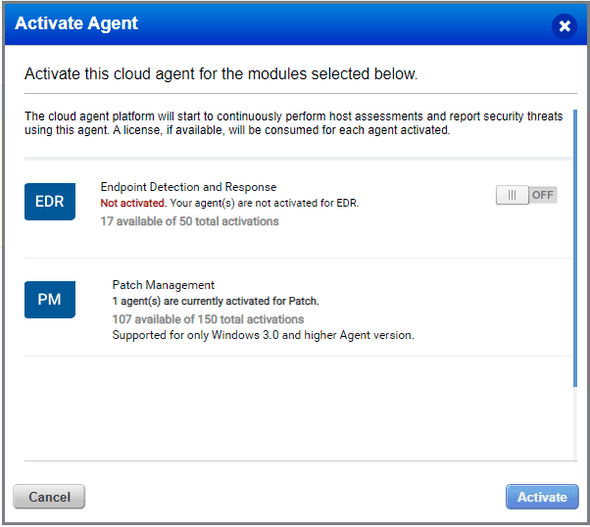 Activate Agent
Activate this cloud agent for the modules selected below.
The cloud agent platform will start to continuously perform host assessments and report security threats
using this agent. A license, if available, will be consumed for each agent activated.
EDR
Endpoint Detection and Response
Not activated. Your agent(s) are not activated for EDR.
17 available of 50 total activations
OFF
PM
Patch Management
1 agent(s) are currently activated for Patch.
107 available of 150 total activations
Supported for only Windows 3.0 and higher Agent version.
Cancel
Activate